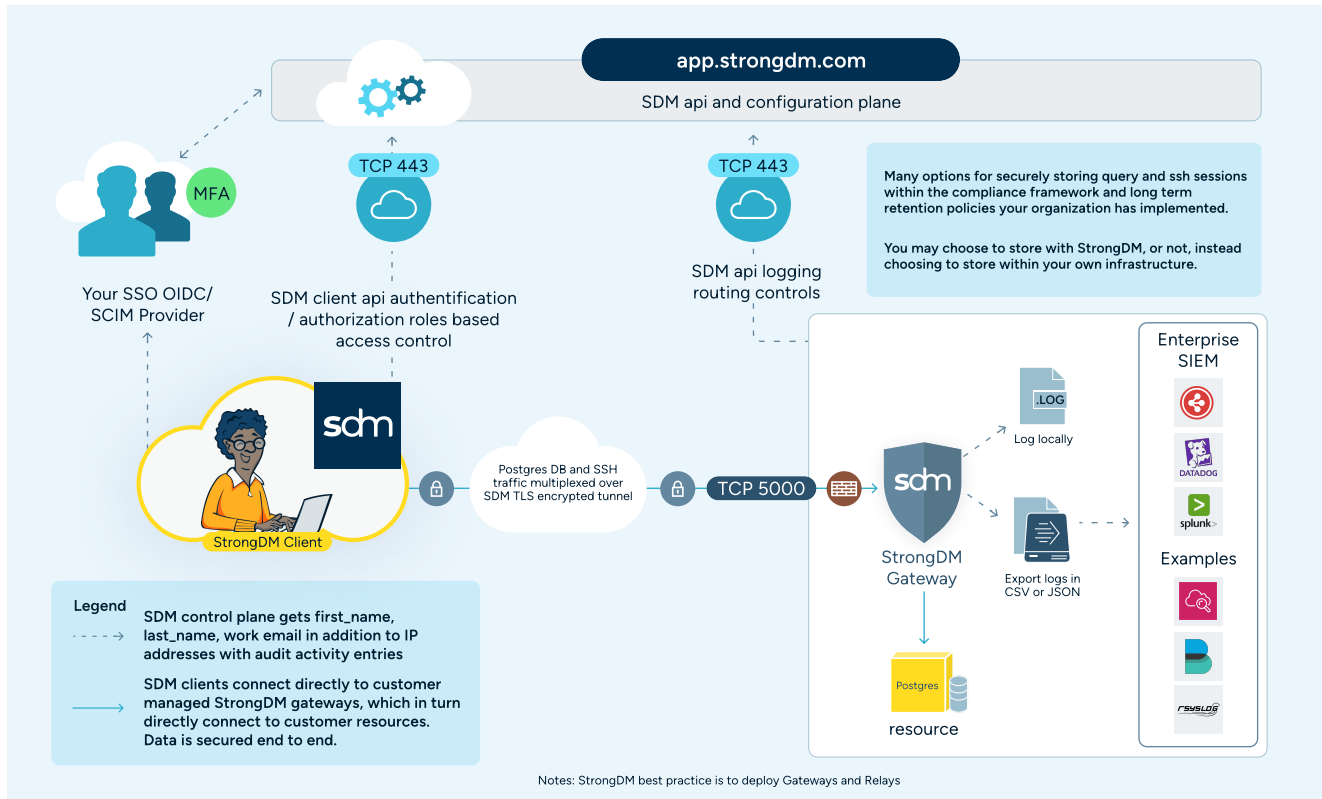 app.strongdm.com
SDM api and configuration plane
TCP 443
TCP 443
MFA
Many options for securely storing query and ssh sessions
within the compliance framework and long term
retention policies your organization has implemented.
You may choose to store with StrongDM, or not, instead
choosing to store within your own infrastructure.
Your SSO OIDC/
SCIM Provider
SDM client api authentification
/ authorization roles based
access control
SDM api logging
routing controls
sdm
StrongDM Client
Postgres DB and SSH
traffic multiplexed over
SDM TLS encrypted tunnel
TCP 5000
sdm
StrongDM
Gateway
.LOG
Log locally
Export logs in
CSV or JSON
Postgres
resource
Enterprise
SIEM
DATADOG
splunk>
Examples
RSYSLOG
Legend
SDM control plane gets first_name,
last_name, work email in addition to IP
addresses with audit activity entries
SDM clients connect directly to customer
managed StrongDM gateways, which in turn
directly connect to customer resources.
Data is secured end to end.
Notes: StrongDM best practice is to deploy Gateways and Relays